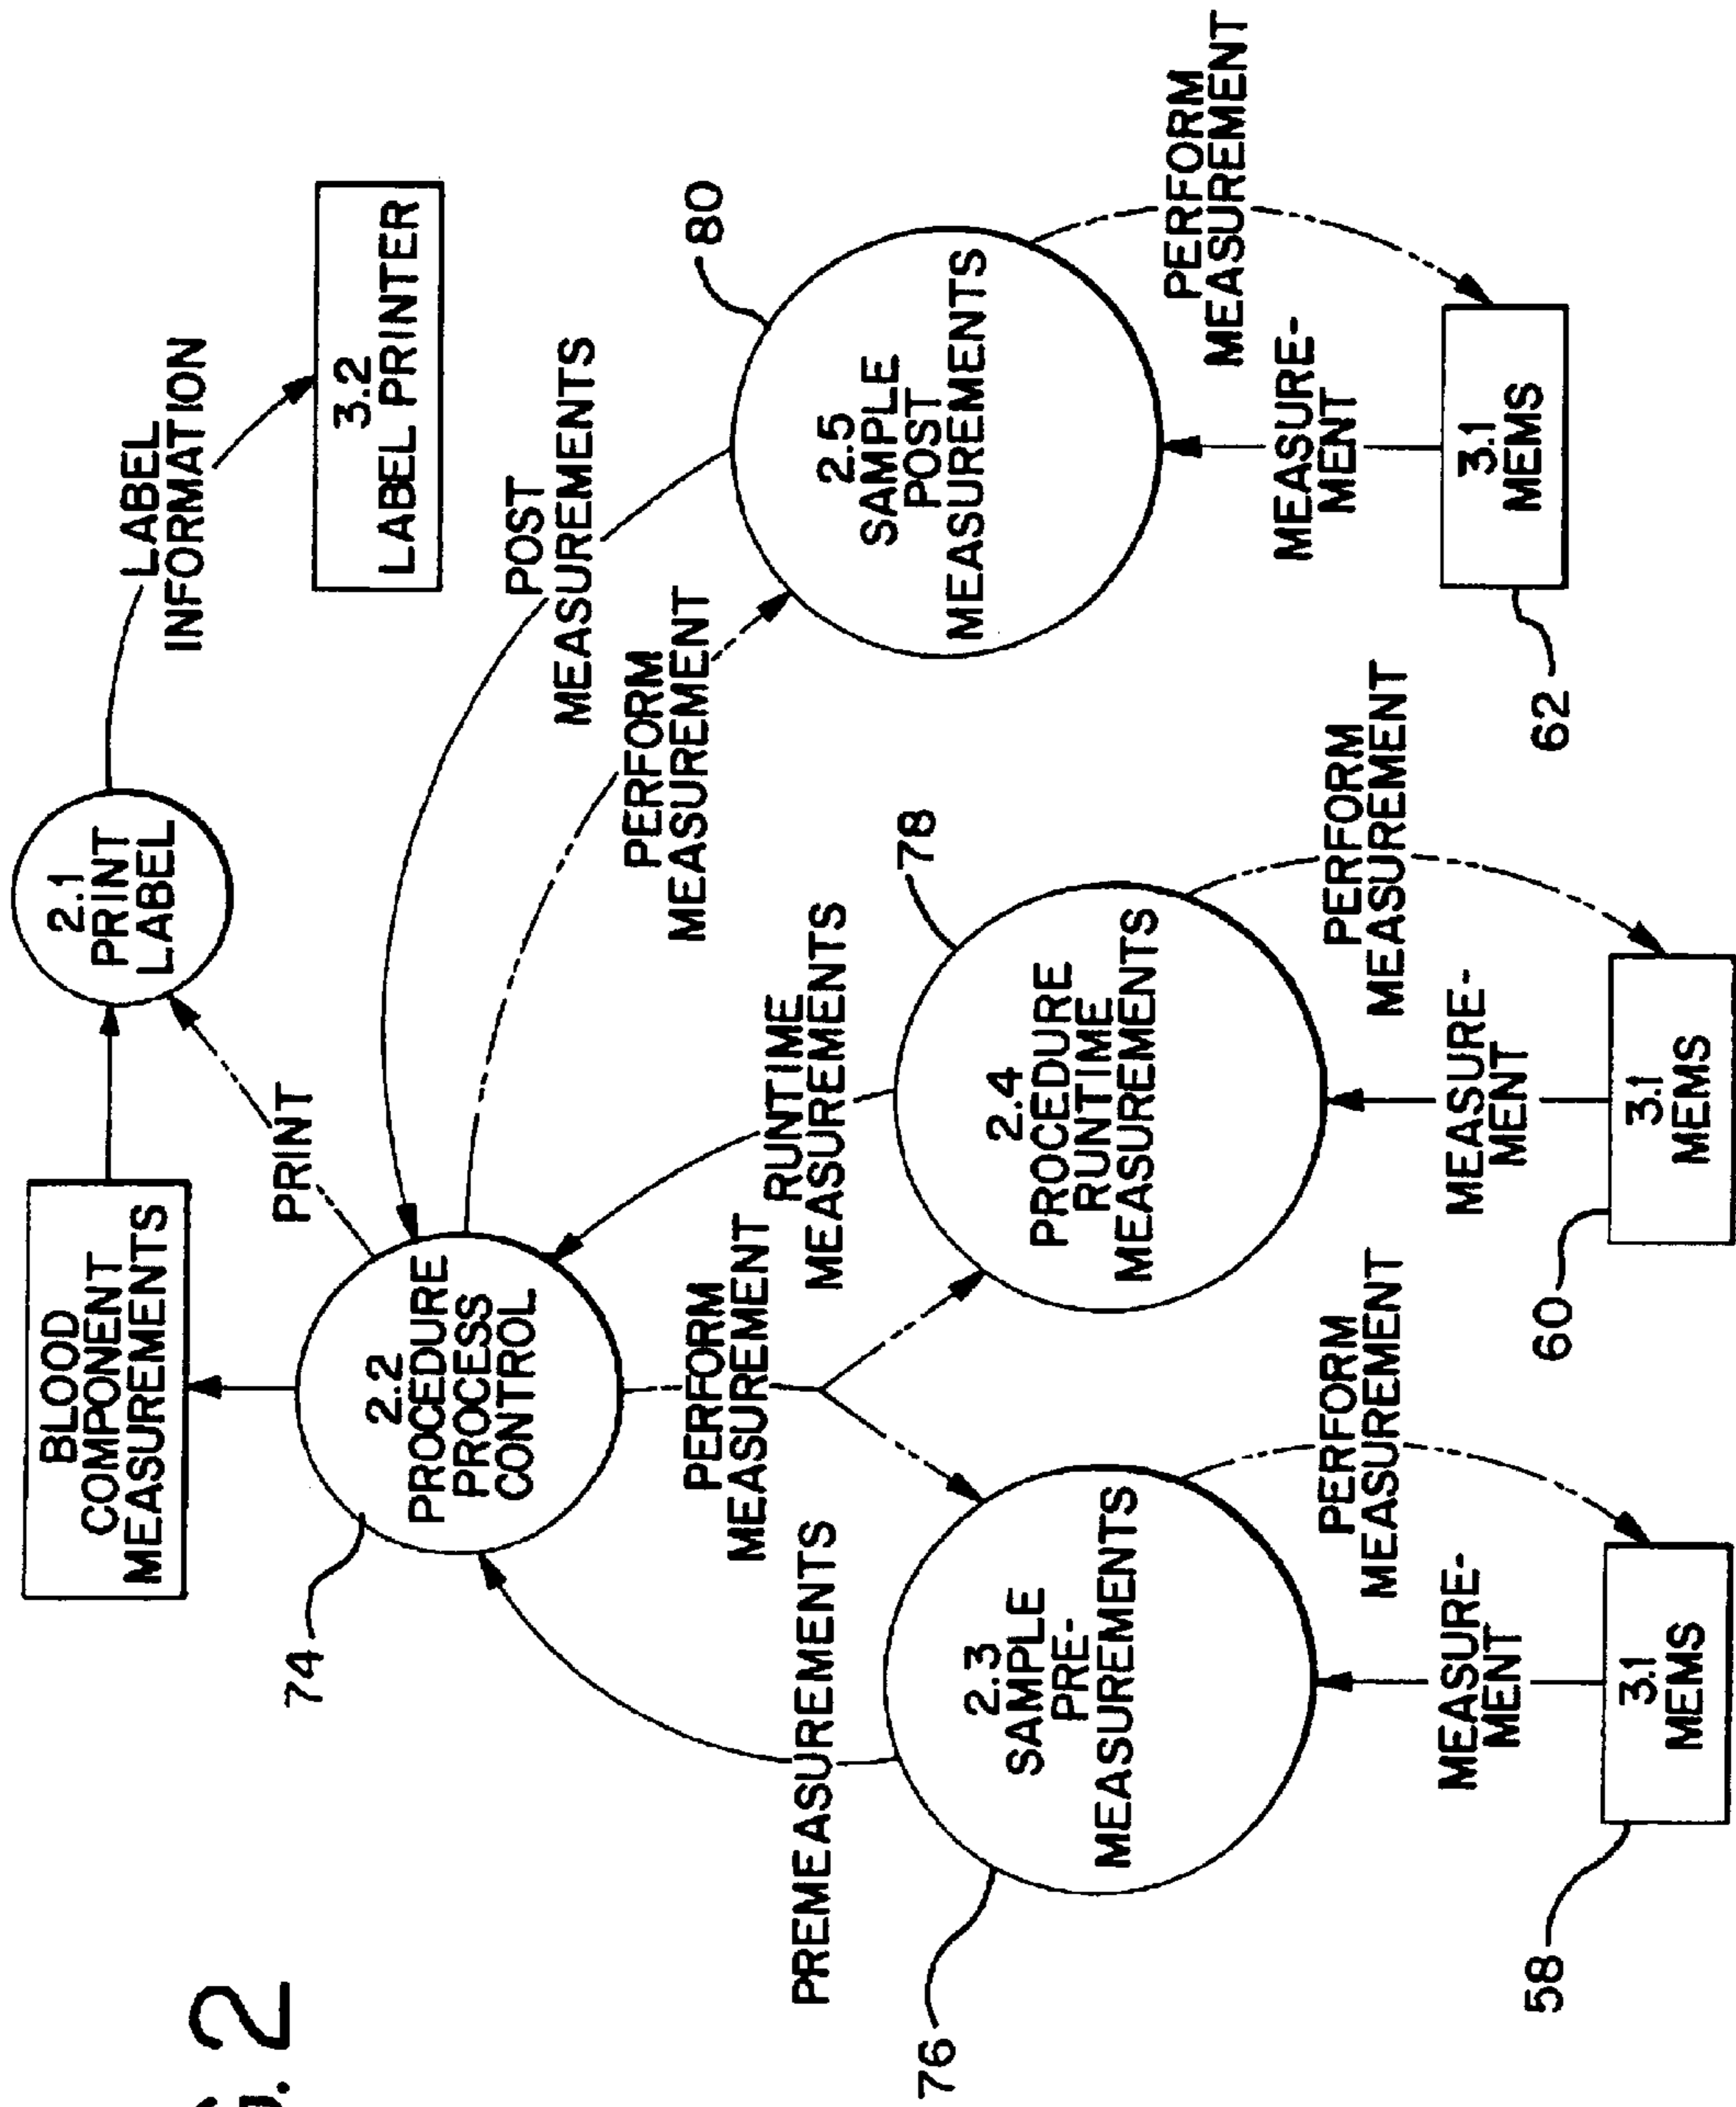 G. 2
BLOOD
COMPONENT
MEASUREMENTS
2.1
PRINT
LABEL
LABEL
INFORMATION
3.2
LABEL PRINTER
PRINT
74
2.2
PROCEDURE
PROCESS
CONTROL
POST
MEASUREMENTS
PERFORM
MEASUREMENT
PREMEASUREMENTS
PERFORM
MEASUREMENT
RUNTIME
MEASUREMENTS
76
2.3
SAMPLE
PRE-
MEASUREMENTS
78
2.4
PROCEDURE
RUNTIME
MEASUREMENTS
80
2.5
SAMPLE
POST
MEASUREMENTS
MEASURE-
MENT
PERFORM
MEASUREMENT
MEASURE-
MENT
PERFORM
MEASUREMENT
MEASURE-
MENT
PERFORM
MEASUREMENT
58
3.1
MEMS
60
3.1
MEMS
62
3.1
MEMS